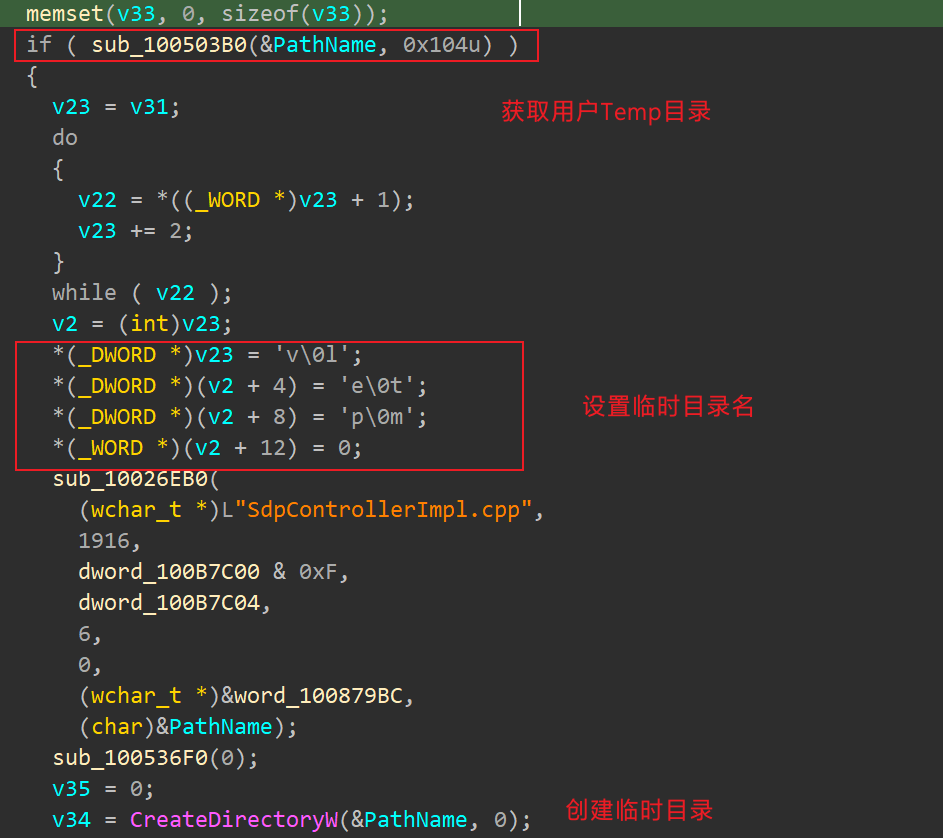 memset(v33, 0, sizeof(v33));
if ( sub_100503B0(&PathName, 0x104u) )
{
v23 = v31;
获取用户Temp目录
do
{
v22 = *((_WORD *)v23 + 1);
v23 += 2;
}
while ( v22 );
v2 = (int)v23;
*(_DWORD *)v23 = 'v\0l';
*(_DWORD *)(v2 + 4) = 'e\0t';
设置临时目录名
*(_DWORD *)(v2 + 8) = 'p\0m';
*(_WORD *)(v2 + 12) = 0;
sub_10026EB0(
(wchar_t *)L"SdpControllerImpl.cpp",
1916,
dword_100B7C00 & 0xF,
dword_100B7C04,
6,
0,
(wchar_t *)&word_100879BC,
(char)&PathName);
sub_100536F0(0);
v35 = 0;
创建临时目录
v34 = CreateDirectoryW(&PathName, 0);